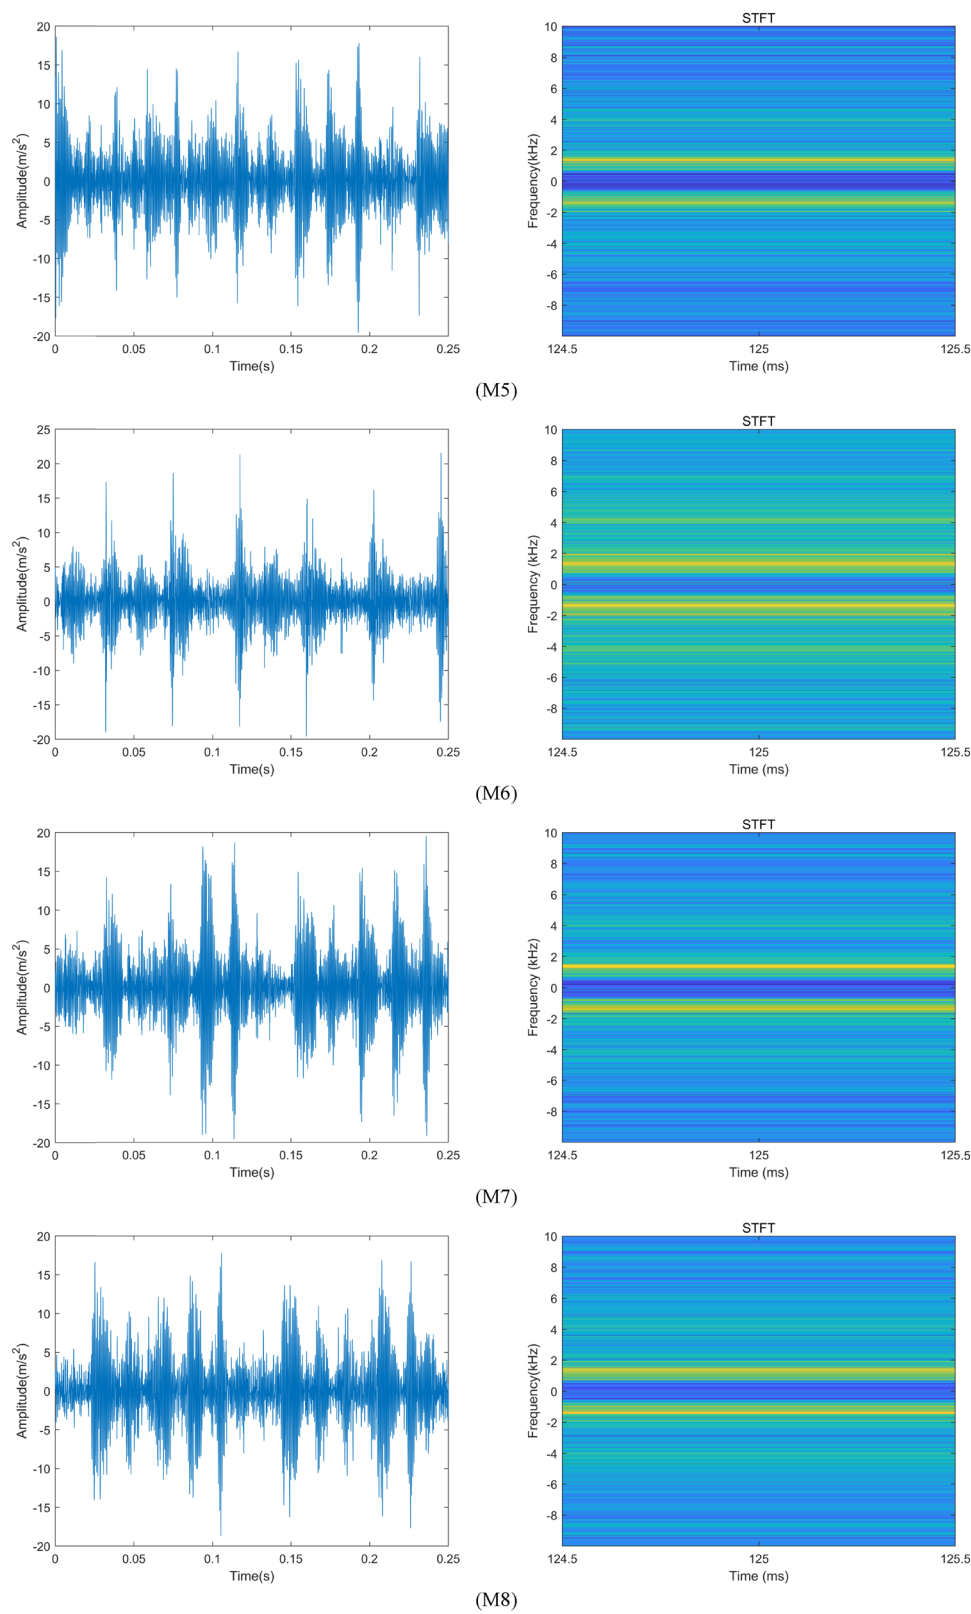 STFT
20
15
10
5
0
-5
-10
-15
-20
Amplitude(m/s²)
0 0.05 0.1 0.15 0.2 0.25
Time(s)
10
8
6
4
2
0
-2
-4
-6
-8
Frequency(kHz)
124.5 125 125.5
Time (ms)
(M5)
STFT
25
20
15
10
5
0
-5
-10
-15
-20
Amplitude(m/s²)
0 0.05 0.1 0.15 0.2 0.25
Time(s)
10
8
6
4
2
0
-2
-4
-6
-8
Frequency (kHz)
124.5 125 125.5
Time (ms)
(M6)
STFT
20
15
10
5
0
-5
-10
-15
-20
Amplitude(m/s²)
0 0.05 0.1 0.15 0.2 0.25
Time(s)
10
8
6
4
2
0
-2
-4
-6
-8
Frequency (kHz)
124.5 125 125.5
Time (ms)
(M7)
STFT
20
15
10
5
0
-5
-10
-15
-20
Amplitude(m/s²)
0 0.05 0.1 0.15 0.2 0.25
Time(s)
10
8
6
4
2
0
-2
-4
-6
-8
Frequency(kHz)
124.5 125 125.5
Time (ms)
(M8)